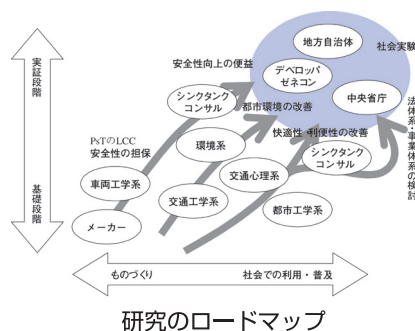 地方自治体
社会実験
デベロッパ
ゼネコン
中央省庁
安全性向上の便益
シンクタンク
コンサル
都市環境の改善
快適性・利便性の改善
シンクタンク
コンサル
法体系・事業体系の検討
PsTのLCC
安全性の担保
環境系
車両工学系
交通心理系
交通工学系
都市工学系
メーカー
実証段階
基礎段階
ものづくり
社会での利用・普及
研究のロードマップ